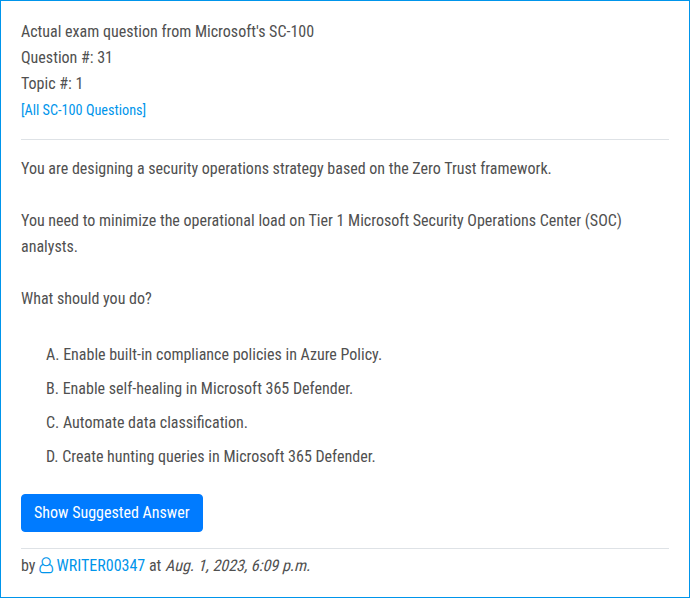 Actual exam question from Microsoft's SC-100
Question #: 31
Topic #: 1
[All SC-100 Questions]
You are designing a security operations strategy based on the Zero Trust framework.
You need to minimize the operational load on Tier 1 Microsoft Security Operations Center (SOC)
analysts.
What should you do?
A. Enable built-in compliance policies in Azure Policy.
B. Enable self-healing in Microsoft 365 Defender.
C. Automate data classification.
D. Create hunting queries in Microsoft 365 Defender.
Show Suggested Answer
by WRITER00347 at Aug. 1, 2023, 6:09 p.m.